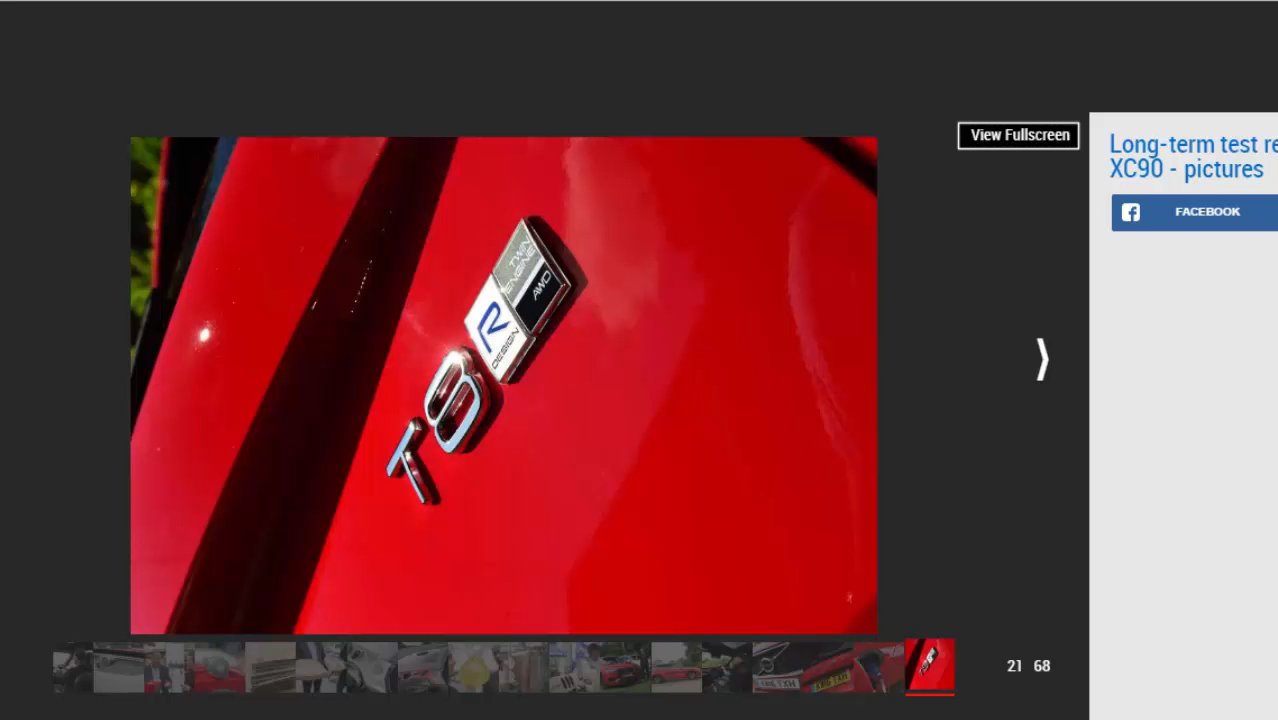 View Fullscreen
Long-term test re
XC90 - pictures
FACEBOOK
TWIN
ENGINE
AWD
R
DESIGN
T8
21 68